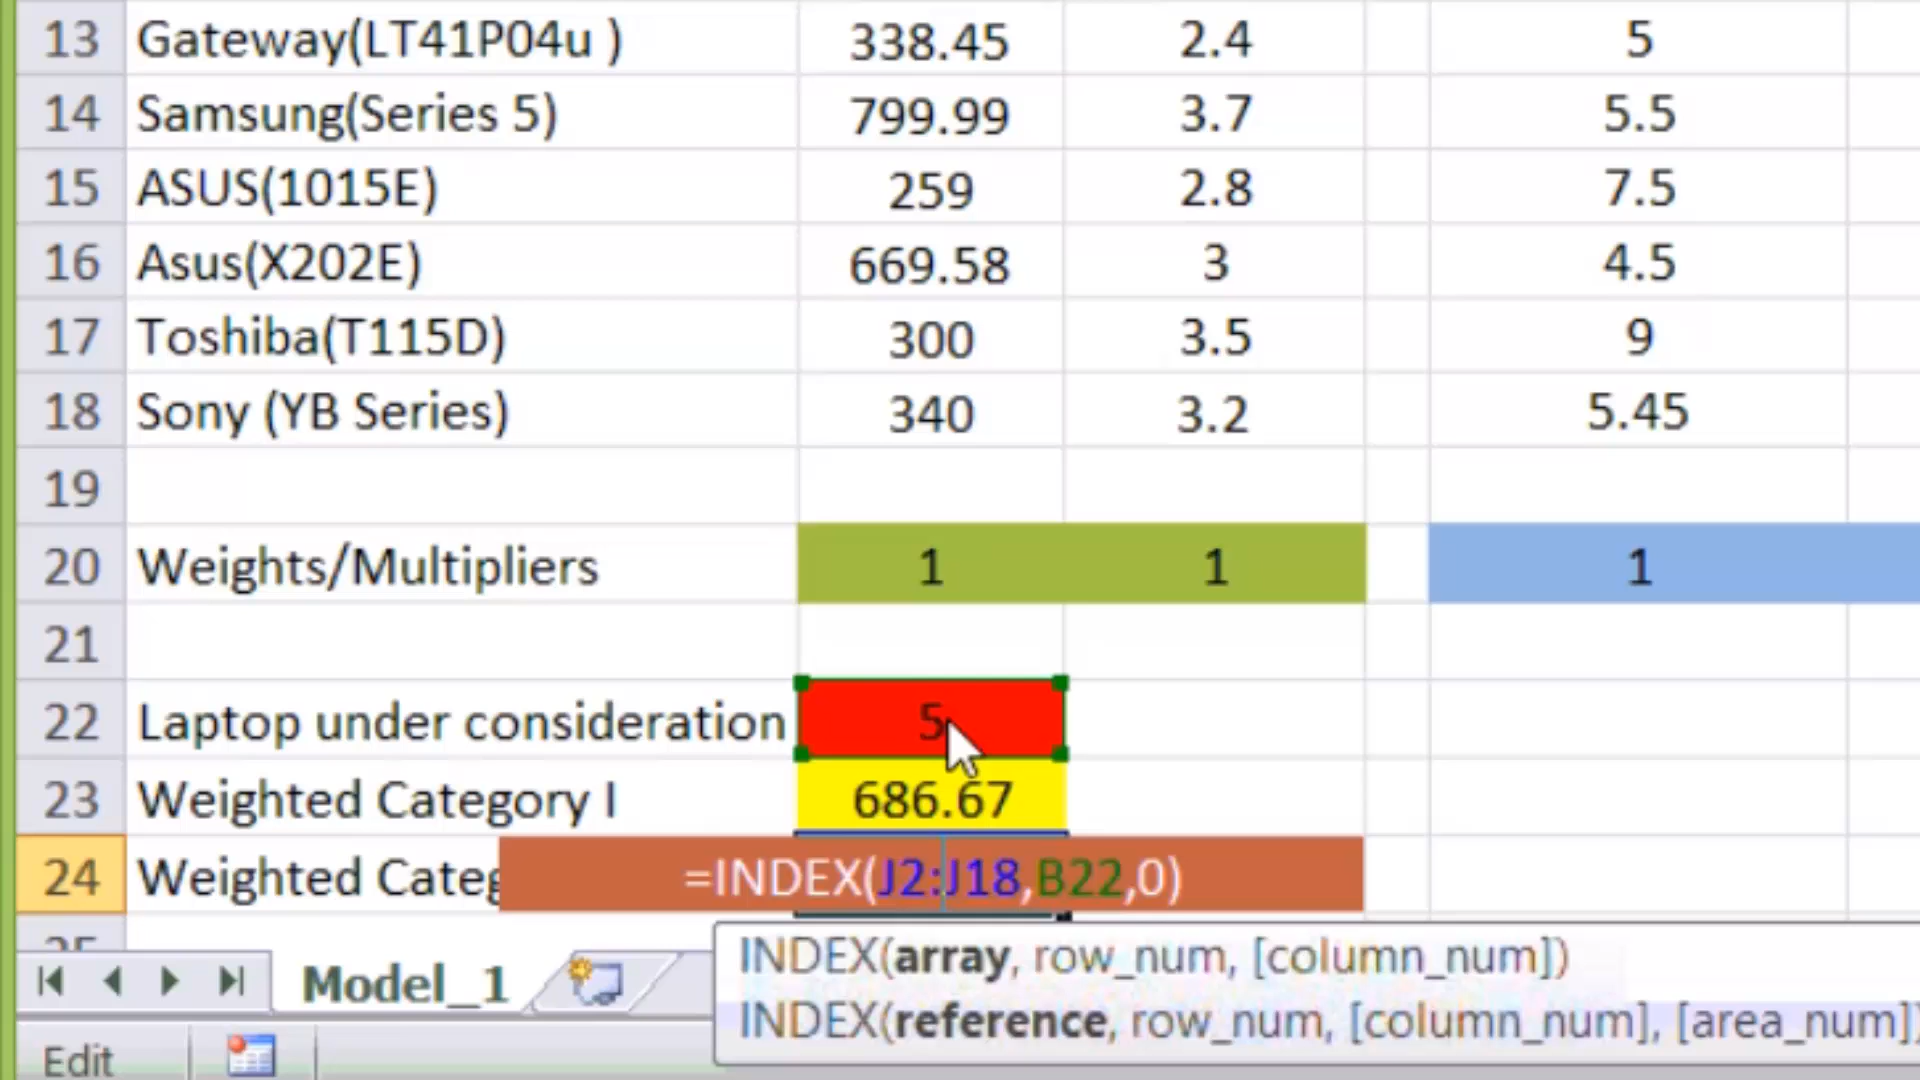 13 Gateway(LT41P04u ) 338.45 2.4 5
14 Samsung(Series 5) 799.99 3.7 5.5
15 ASUS(1015E) 259 2.8 7.5
16 Asus(X202E) 669.58 3 4.5
17 Toshiba(T115D) 300 3.5 9
18 Sony (YB Series) 340 3.2 5.45
19
20 Weights/Multipliers 1 1 1
21
22 Laptop under consideration 5
23 Weighted Category I 686.67
24 Weighted Categ =INDEX(J2:J18,B22,0)
25
INDEX(array, row_num, [column_num])
Model_1
INDEX(reference, row_num, [column_num], [area_num])
Edit